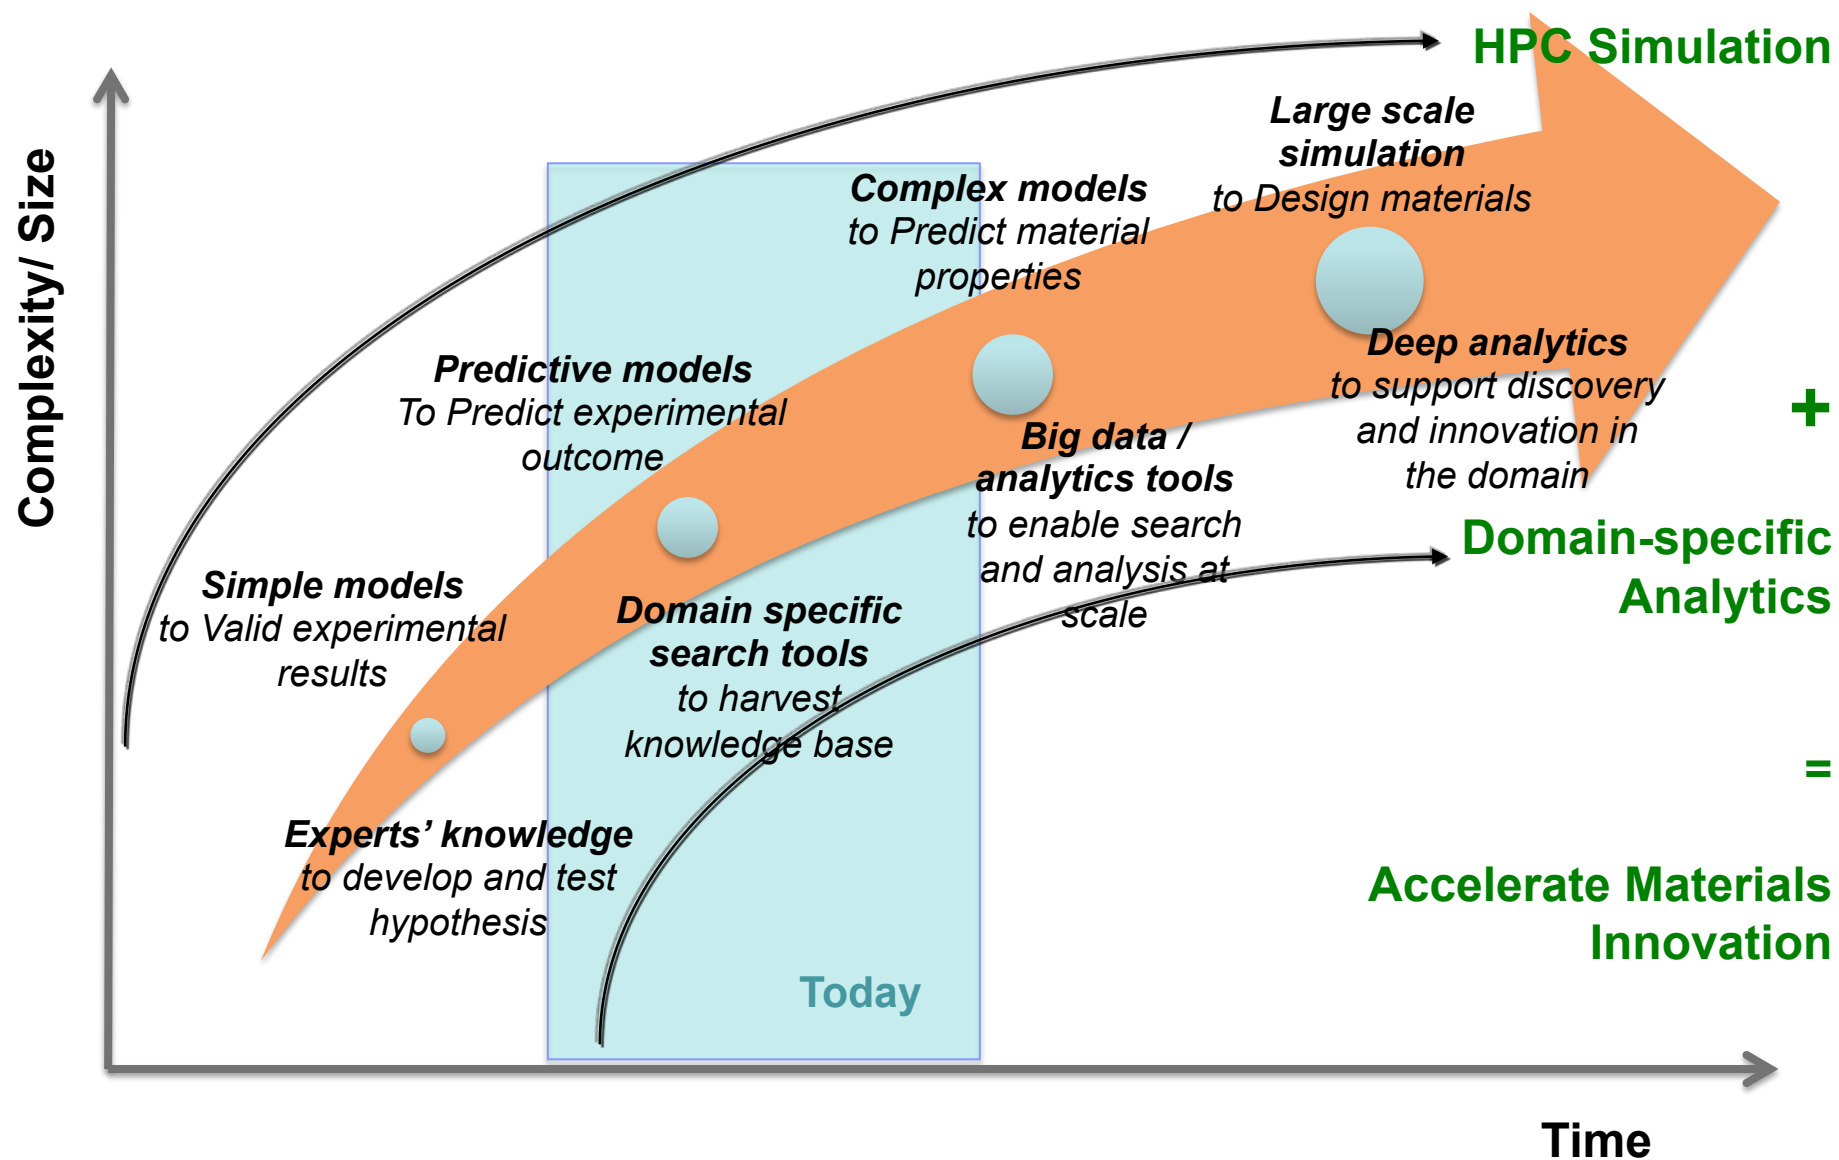 HPC Simulation
Large scale
simulation
to Design materials
Complex models
to Predict material
properties
Complexity/ Size
Deep analytics
to support discovery
and innovation in
the domain
Predictive models
To Predict experimental
outcome
+
Big data /
analytics tools
to enable search
and analysis at
scale
Domain-specific
Analytics
Simple models
to Valid experimental
results
Domain specific
search tools
to harvest
knowledge base
=
Experts’ knowledge
to develop and test
hypothesis
Accelerate Materials
Innovation
Today
Time